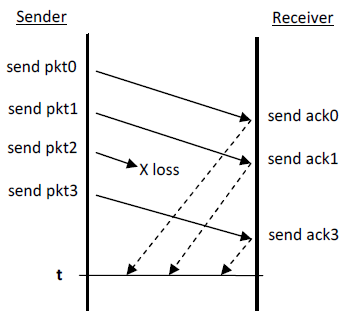 Sender
Receiver
send pkt0
send pkt1
send pkt2
send pkt3
X loss
send ack0
send ack1
send ack3
t